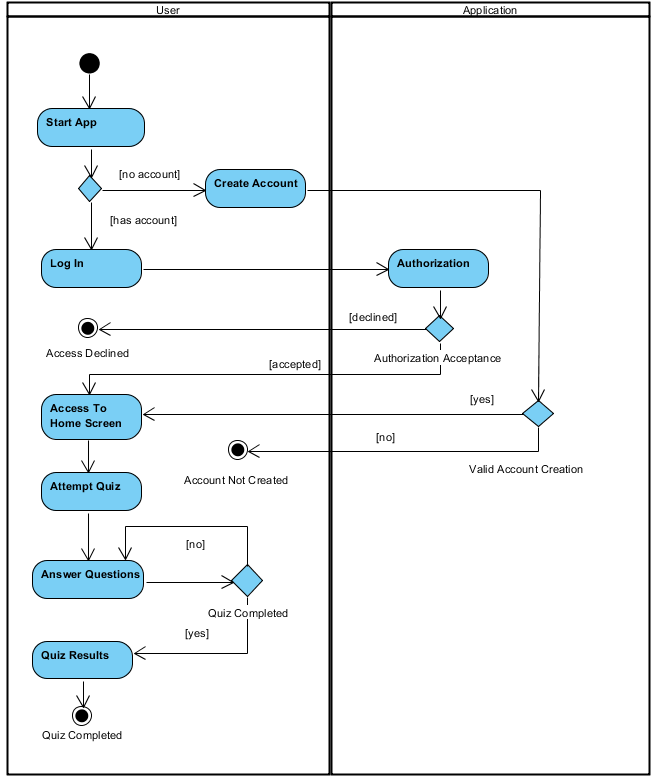 User
Application
Start App
[no account]
Create Account
[has account]
Log In
Authorization
[declined]
Access Declined
Authorization Acceptance
[accepted]
Access To
Home Screen
[yes]
[no]
Valid Account Creation
Account Not Created
Attempt Quiz
[no]
Answer Questions
Quiz Completed
[yes]
Quiz Results
Quiz Completed